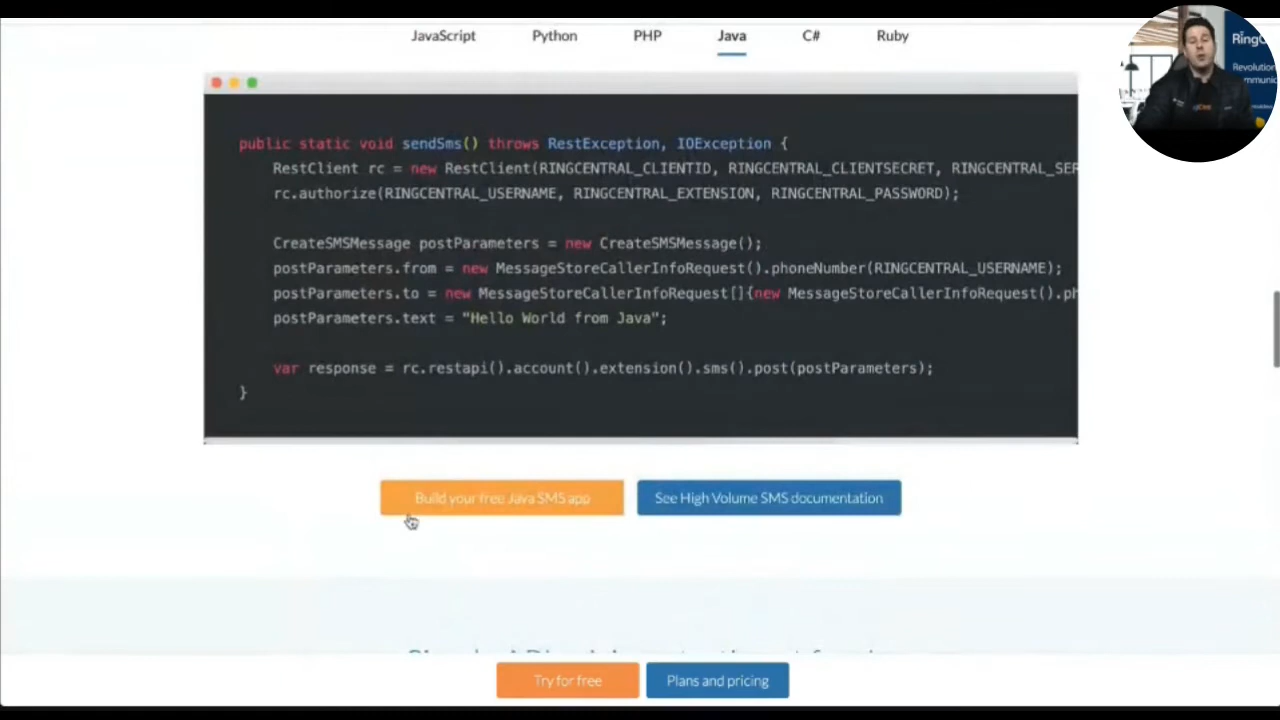 JavaScript Python PHP Java C# Ruby
RingC
Revolution
mmunic
public static void sendSms() throws RestException, IOException {
RestClient rc = new RestClient(RINGCENTRAL_CLIENTID, RINGCENTRAL_CLIENTSECRET, RINGCENTRAL_SER
rc.authorize(RINGCENTRAL_USERNAME, RINGCENTRAL_EXTENSION, RINGCENTRAL_PASSWORD);
CreateSMSMessage postParameters = new CreateSMSMessage();
postParameters.from = new MessageStoreCallerInfoRequest().phoneNumber(RINGCENTRAL_USERNAME);
postParameters.to = new MessageStoreCallerInfoRequest[]{new MessageStoreCallerInfoRequest().ph
postParameters.text = "Hello World from Java";
var response = rc.restapi().account().extension().sms().post(postParameters);
}
Build your free Java SMS app See High Volume SMS documentation
Try for free Plans and pricing